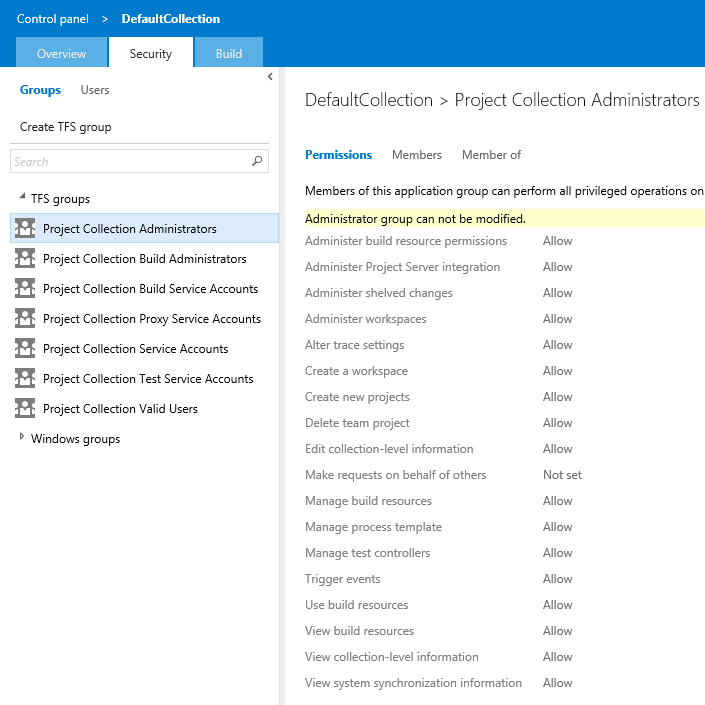 Control panel > DefaultCollection
Overview Security Build
Groups Users
Create TFS group
Search
TFS groups
Project Collection Administrators
Project Collection Build Administrators
Project Collection Build Service Accounts
Project Collection Proxy Service Accounts
Project Collection Service Accounts
Project Collection Test Service Accounts
Project Collection Valid Users
Windows groups
DefaultCollection > Project Collection Administrators
Permissions Members Member of
Members of this application group can perform all privileged operations on
Administrator group can not be modified.
Administer build resource permissions Allow
Administer Project Server integration Allow
Administer shelved changes Allow
Administer workspaces Allow
Alter trace settings Allow
Create a workspace Allow
Create new projects Allow
Delete team project Allow
Edit collection-level information Allow
Make requests on behalf of others Not set
Manage build resources Allow
Manage process template Allow
Manage test controllers Allow
Trigger events Allow
Use build resources Allow
View build resources Allow
View collection-level information Allow
View system synchronization information Allow